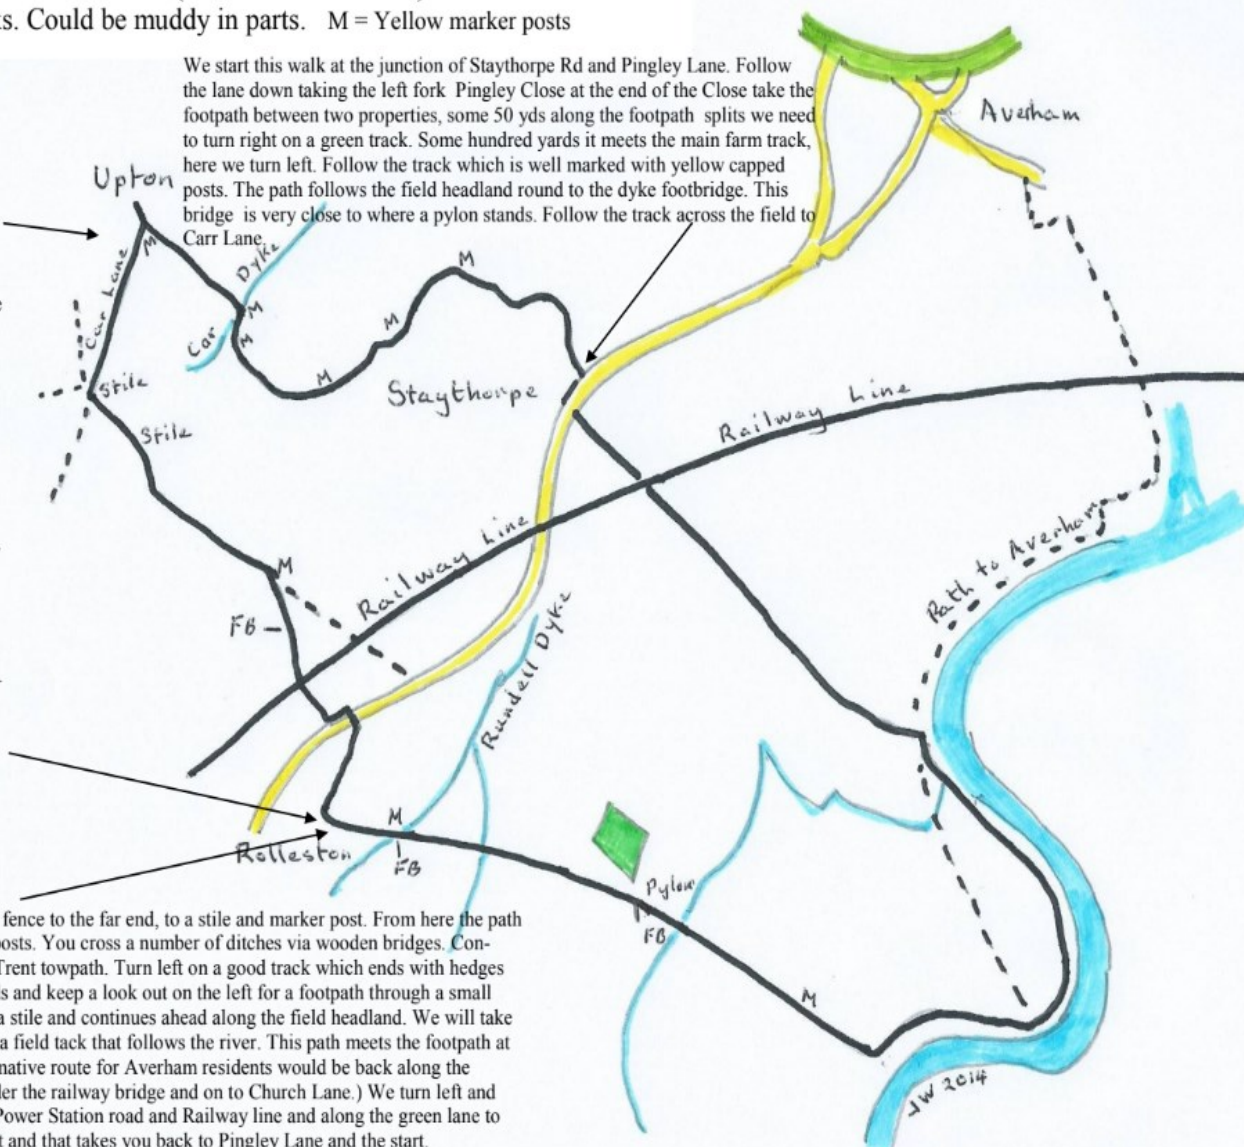 s. Could be muddy in parts. M = Yellow marker posts
We start this walk at the junction of Staythorpe Rd and Pingley Lane. Follow
the lane down taking the left fork Pingley Close at the end of the Close take the
footpath between two properties, some 50 yds along the footpath splits we need
to turn right on a green track. Some hundred yards it meets the main farm track,
here we turn left. Follow the track which is well marked with yellow capped
posts. The path follows the field headland round to the dyke footbridge. This
bridge is very close to where a pylon stands. Follow the track across the field to
Carr Lane.
Averham
Upton
M
Car Lane
Dyke
M
M
Car
M
M
M
Staythorpe
Stile
Stile
Railway Line
Railway Line
Path to Averham
M
FB
Rundell Dyke
M
FB
Rolleston
Pylon
FB
M
JW 2014
fence to the far end, to a stile and marker post. From here the path
osts. You cross a number of ditches via wooden bridges. Con-
Trent towpath. Turn left on a good track which ends with hedges
s and keep a look out on the left for a footpath through a small
a stile and continues ahead along the field headland. We will take
a field tack that follows the river. This path meets the footpath at
native route for Averham residents would be back along the
er the railway bridge and on to Church Lane.) We turn left and
Power Station road and Railway line and along the green lane to
t and that takes you back to Pingley Lane and the start.